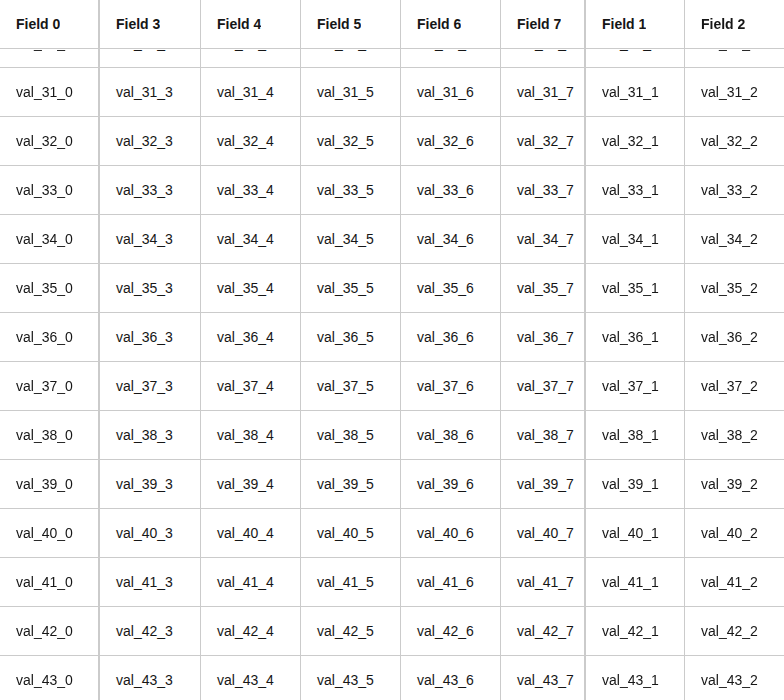 Field 0 Field 3 Field 4 Field 5 Field 6 Field 7 Field 1 Field 2
val_31_0 val_31_3 val_31_4 val_31_5 val_31_6 val_31_7 val_31_1 val_31_2
val_32_0 val_32_3 val_32_4 val_32_5 val_32_6 val_32_7 val_32_1 val_32_2
val_33_0 val_33_3 val_33_4 val_33_5 val_33_6 val_33_7 val_33_1 val_33_2
val_34_0 val_34_3 val_34_4 val_34_5 val_34_6 val_34_7 val_34_1 val_34_2
val_35_0 val_35_3 val_35_4 val_35_5 val_35_6 val_35_7 val_35_1 val_35_2
val_36_0 val_36_3 val_36_4 val_36_5 val_36_6 val_36_7 val_36_1 val_36_2
val_37_0 val_37_3 val_37_4 val_37_5 val_37_6 val_37_7 val_37_1 val_37_2
val_38_0 val_38_3 val_38_4 val_38_5 val_38_6 val_38_7 val_38_1 val_38_2
val_39_0 val_39_3 val_39_4 val_39_5 val_39_6 val_39_7 val_39_1 val_39_2
val_40_0 val_40_3 val_40_4 val_40_5 val_40_6 val_40_7 val_40_1 val_40_2
val_41_0 val_41_3 val_41_4 val_41_5 val_41_6 val_41_7 val_41_1 val_41_2
val_42_0 val_42_3 val_42_4 val_42_5 val_42_6 val_42_7 val_42_1 val_42_2
val_43_0 val_43_3 val_43_4 val_43_5 val_43_6 val_43_7 val_43_1 val_43_2